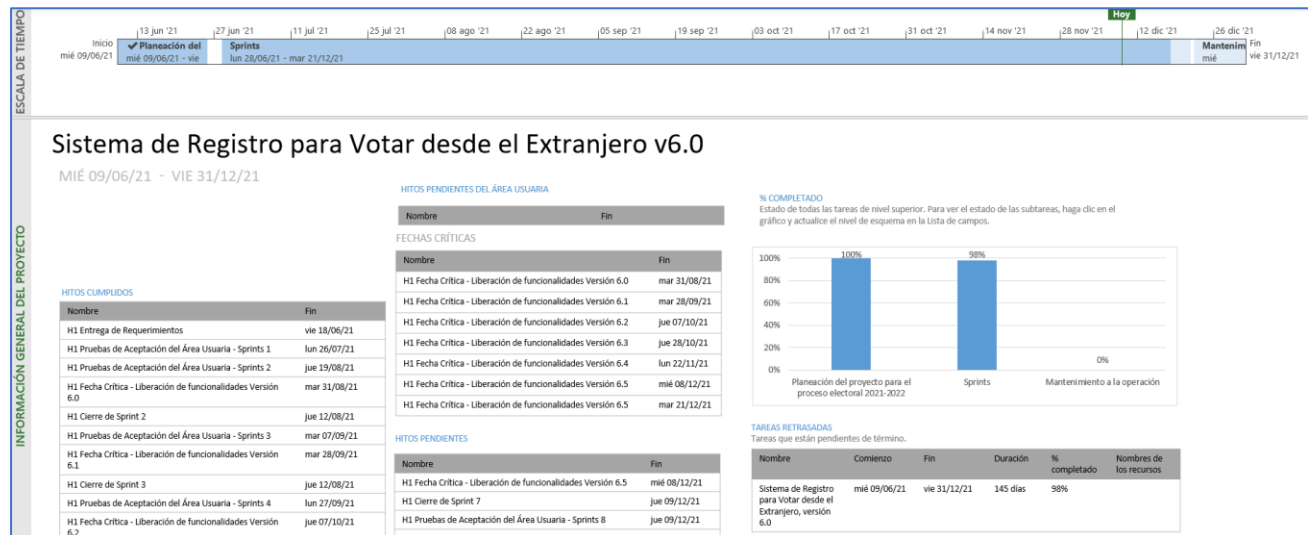 ESCALA DE TIEMPO
Hoy
13 jun '21 27 jun '21 11 jul '21 25 jul '21 08 ago '21 22 ago '21 05 sep '21 19 sep '21 03 oct '21 17 oct '21 31 oct '21 14 nov '21 28 nov '21 12 dic '21 26 dic '21
Inicio
mié 09/06/21
Planeación del
mié 09/06/21 - vie
Sprints
lun 28/06/21 - mar 21/12/21
Mantenim
mié
Fin
vie 31/12/21
INFORMACIÓN GENERAL DEL PROYECTO
Sistema de Registro para Votar desde el Extranjero v6.0
MIÉ 09/06/21 - VIE 31/12/21
HITOS CUMPLIDOS
Nombre Fin
H1 Entrega de Requerimientos vie 18/06/21
H1 Pruebas de Aceptación del Área Usuaria - Sprints 1 lun 26/07/21
H1 Pruebas de Aceptación del Área Usuaria - Sprints 2 jue 19/08/21
H1 Fecha Crítica - Liberación de funcionalidades Versión mar 31/08/21
6.0
H1 Cierre de Sprint 2 jue 12/08/21
H1 Pruebas de Aceptación del Área Usuaria - Sprints 3 mar 07/09/21
H1 Fecha Crítica - Liberación de funcionalidades Versión mar 28/09/21
6.1
H1 Cierre de Sprint 3 jue 12/08/21
H1 Pruebas de Aceptación del Área Usuaria - Sprints 4 lun 27/09/21
H1 Fecha Crítica - Liberación de funcionalidades Versión jue 07/10/21
6.2
HITOS PENDIENTES DEL ÁREA USUARIA
Nombre Fin
FECHAS CRÍTICAS
Nombre Fin
H1 Fecha Crítica - Liberación de funcionalidades Versión 6.0 mar 31/08/21
H1 Fecha Crítica - Liberación de funcionalidades Versión 6.1 mar 28/09/21
H1 Fecha Crítica - Liberación de funcionalidades Versión 6.2 jue 07/10/21
H1 Fecha Crítica - Liberación de funcionalidades Versión 6.3 jue 28/10/21
H1 Fecha Crítica - Liberación de funcionalidades Versión 6.4 lun 22/11/21
H1 Fecha Crítica - Liberación de funcionalidades Versión 6.5 mié 08/12/21
H1 Fecha Crítica - Liberación de funcionalidades Versión 6.5 mar 21/12/21
HITOS PENDIENTES
Nombre Fin
H1 Fecha Crítica - Liberación de funcionalidades Versión 6.5 mié 08/12/21
H1 Cierre de Sprint 7 jue 09/12/21
H1 Pruebas de Aceptación del Área Usuaria - Sprints 8 jue 09/12/21
% COMPLETADO
Estado de todas las tareas de nivel superior. Para ver el estado de las subtareas, haga clic en el
gráfico y actualice el nivel de esquema en la Lista de campos.
100%
80%
60%
40%
20%
0%
100%
98%
0%
Planeación del proyecto para el
proceso electoral 2021-2022
Sprints
Mantenimiento a la operación
TAREAS RETRASADAS
Tareas que están pendientes de término.
Nombre Comienzo Fin Duración % Nombres de
completado los recursos
Sistema de Registro mié 09/06/21 vie 31/12/21 145 días 98%
para Votar desde el
Extranjero, versión
6.0